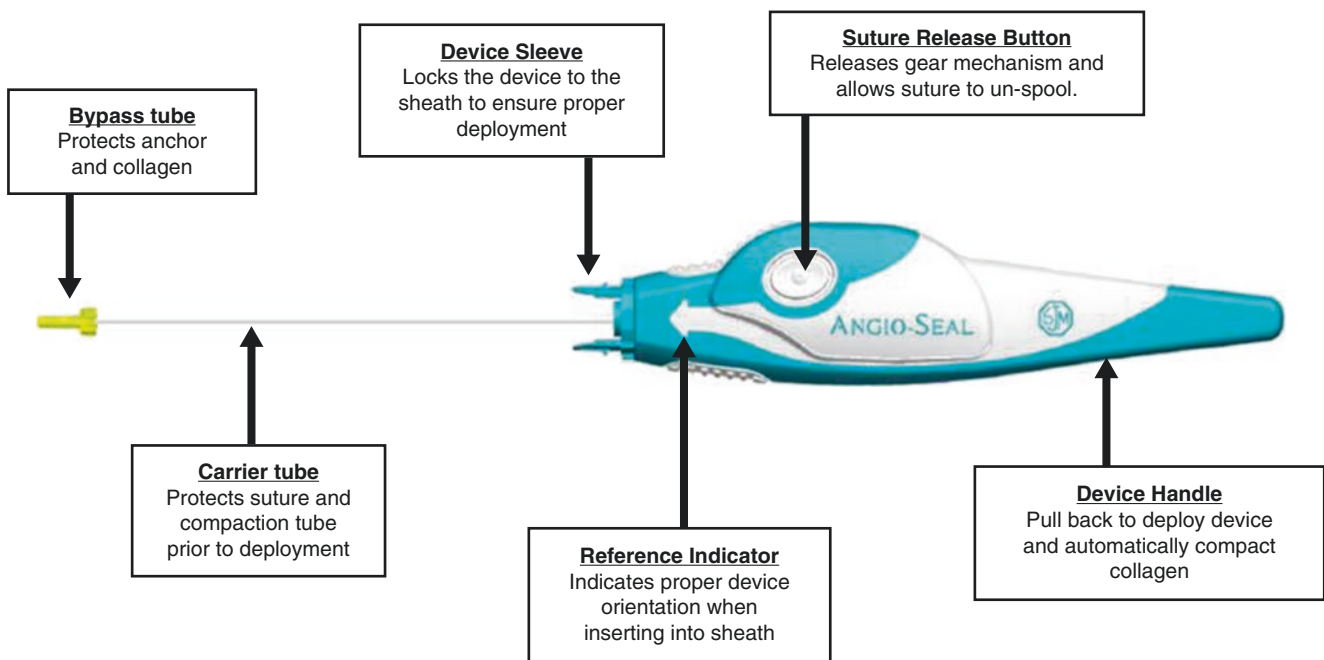 Device Sleeve
Locks the device to the
sheath to ensure proper
deployment
Suture Release Button
Releases gear mechanism and
allows suture to un-spool.
Bypass tube
Protects anchor
and collagen
ANGIO-SEAL
SJM
Carrier tube
Protects suture and
compaction tube
prior to deployment
Reference Indicator
Indicates proper device
orientation when
inserting into sheath
Device Handle
Pull back to deploy device
and automatically compact
collagen